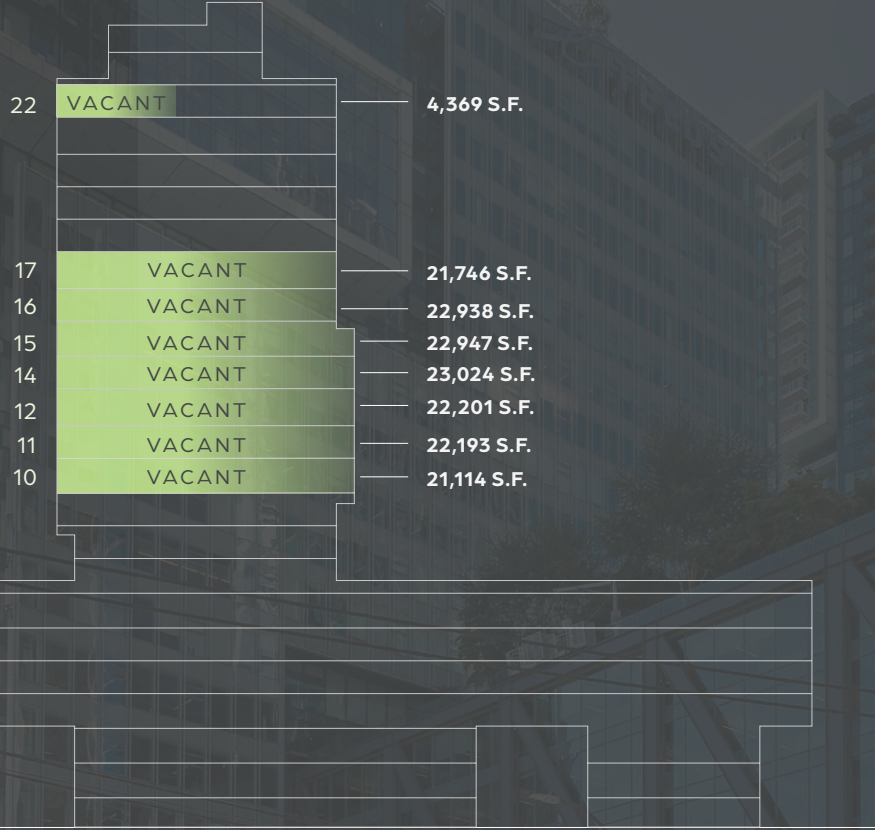 22 VACANT 4,369 S.F.
17 VACANT 21,746 S.F.
16 VACANT 22,938 S.F.
15 VACANT 22,947 S.F.
14 VACANT 23,024 S.F.
12 VACANT 22,201 S.F.
11 VACANT 22,193 S.F.
10 VACANT 21,114 S.F.